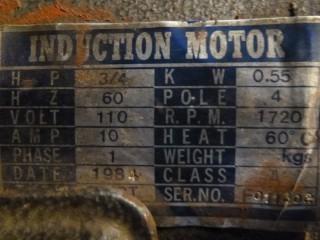 INDUCTION MOTOR
H P 3/4 K W 0.55
H Z 60 POLE 4
VOLT 110 R.P.M. 1720
AMP 10 HEAT 60°C
PHASE 1 WEIGHT kgs
DATE 1984 CLASS
SER.NO.